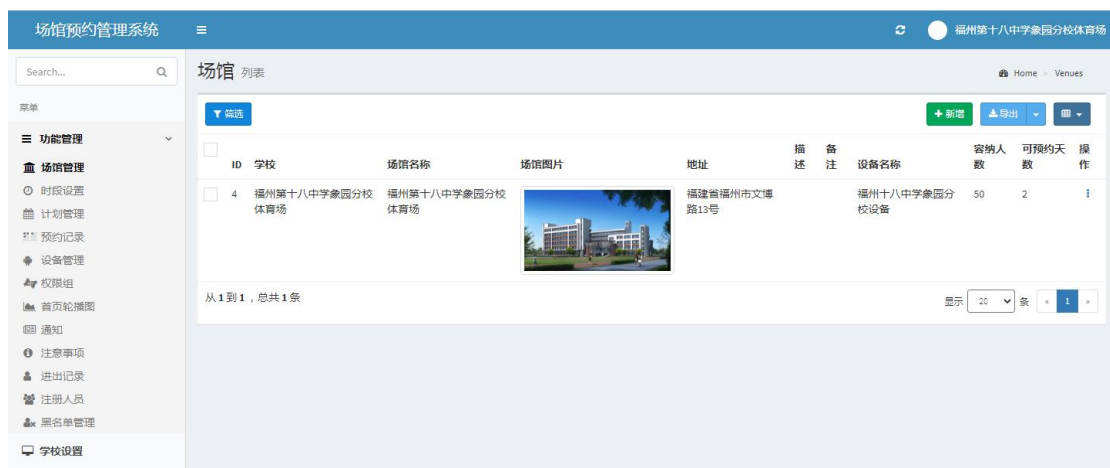 场馆预约管理系统
福州第十八中学象园分校体育场
Search...
场馆 列表
Home > Venues
菜单
筛选
新增
导出
功能管理
场馆管理
时段设置
计划管理
预约记录
设备管理
权限组
首页轮播图
通知
注意事项
进出记录
注册人员
黑名单管理
学校设置
ID 学校 场馆名称 场馆图片 地址 描述 备注 设备名称 容纳人数 可预约天数 操作
4 福州第十八中学象园分校体育场 福州第十八中学象园分校体育场 福建省福州市文博路13号 福州十八中学象园分校设备 50 2
从 1 到 1 ，总共 1 条
显示 20 条 « 1 »